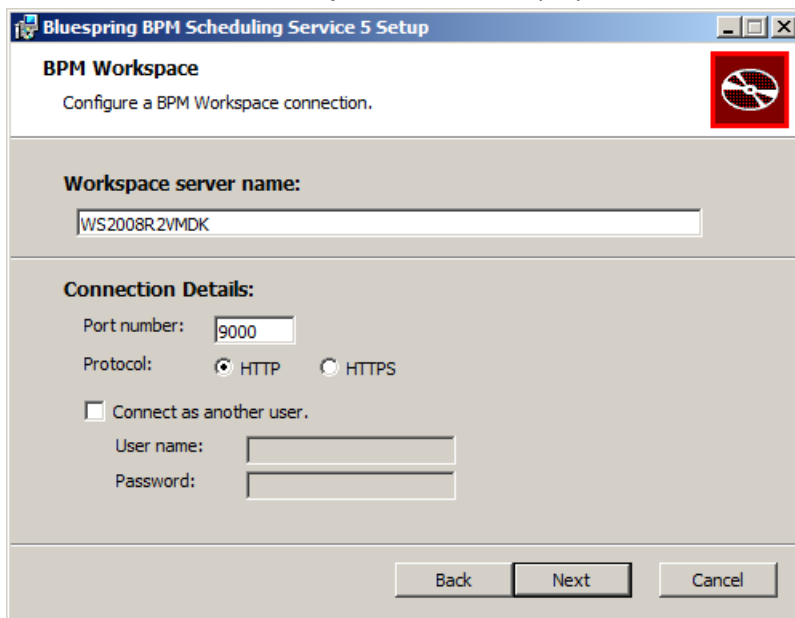 Bluespring BPM Scheduling Service 5 Setup
BPM Workspace
Configure a BPM Workspace connection.
Workspace server name:
WS2008R2VMDK
Connection Details:
Port number: 9000
Protocol: HTTP HTTPS
Connect as another user.
User name:
Password:
Back Next Cancel